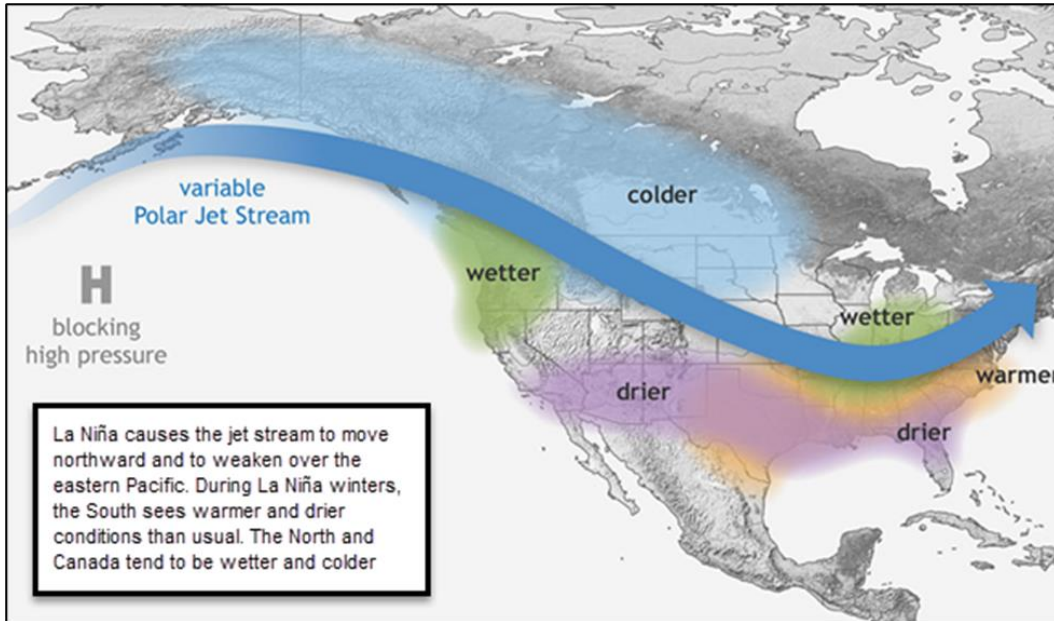 variable
Polar Jet Stream
colder
wetter
H
blocking
high pressure
wetter
warmer
drier
drier
La Niña causes the jet stream to move
northward and to weaken over the
eastern Pacific. During La Niña winters,
the South sees warmer and drier
conditions than usual. The North and
Canada tend to be wetter and colder